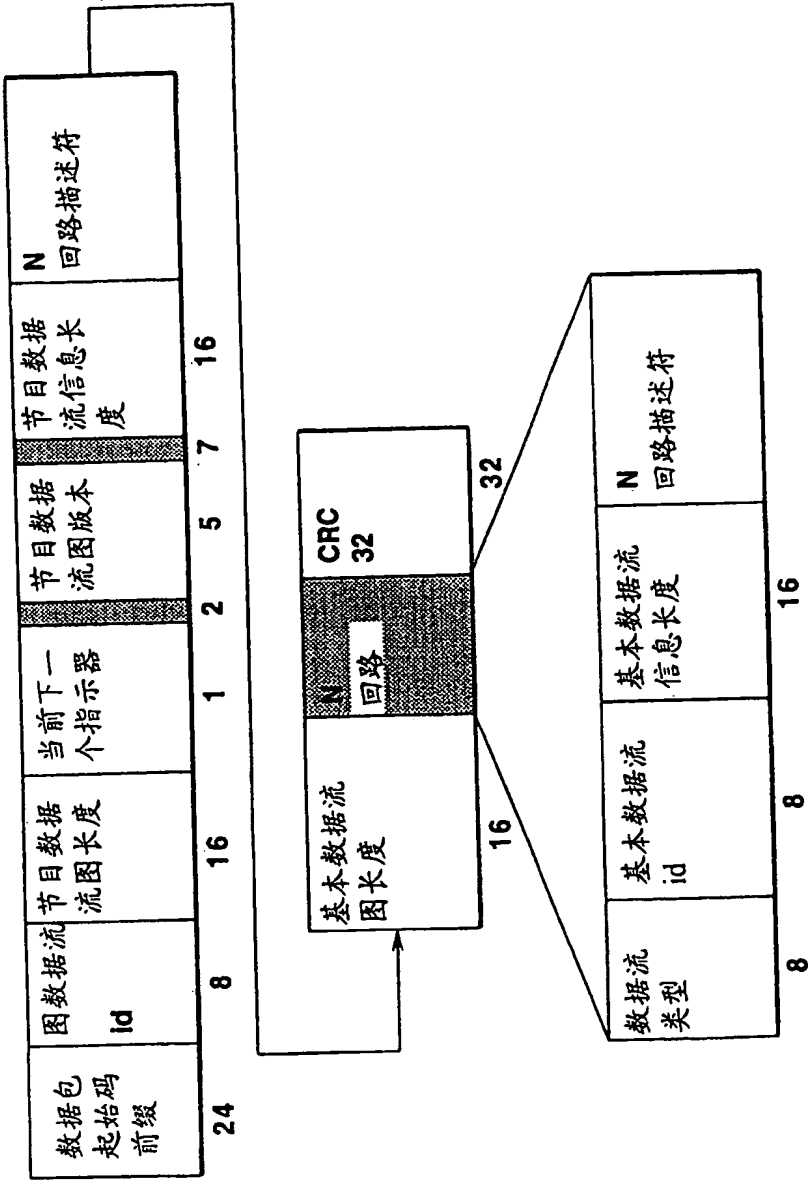 数据包
起始码
前缀
图数据流
id
节目数据
流图长度
当前下一
个指示器
节目数据
流图版本
节目数据
流信息长
度
N
回路描述符
24
8
16
1
2
5
7
16
基本数据流
图长度
N
回路
CRC
32
16
32
数据流
类型
基本数据流
id
基本数据流
信息长度
N
回路描述符
8
8
16